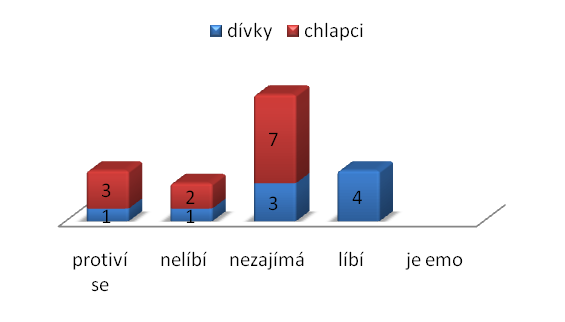 dívky chlapci
7
3 2 3 4
1 1
protiví nelíbí nezajímá líbí je emo
se